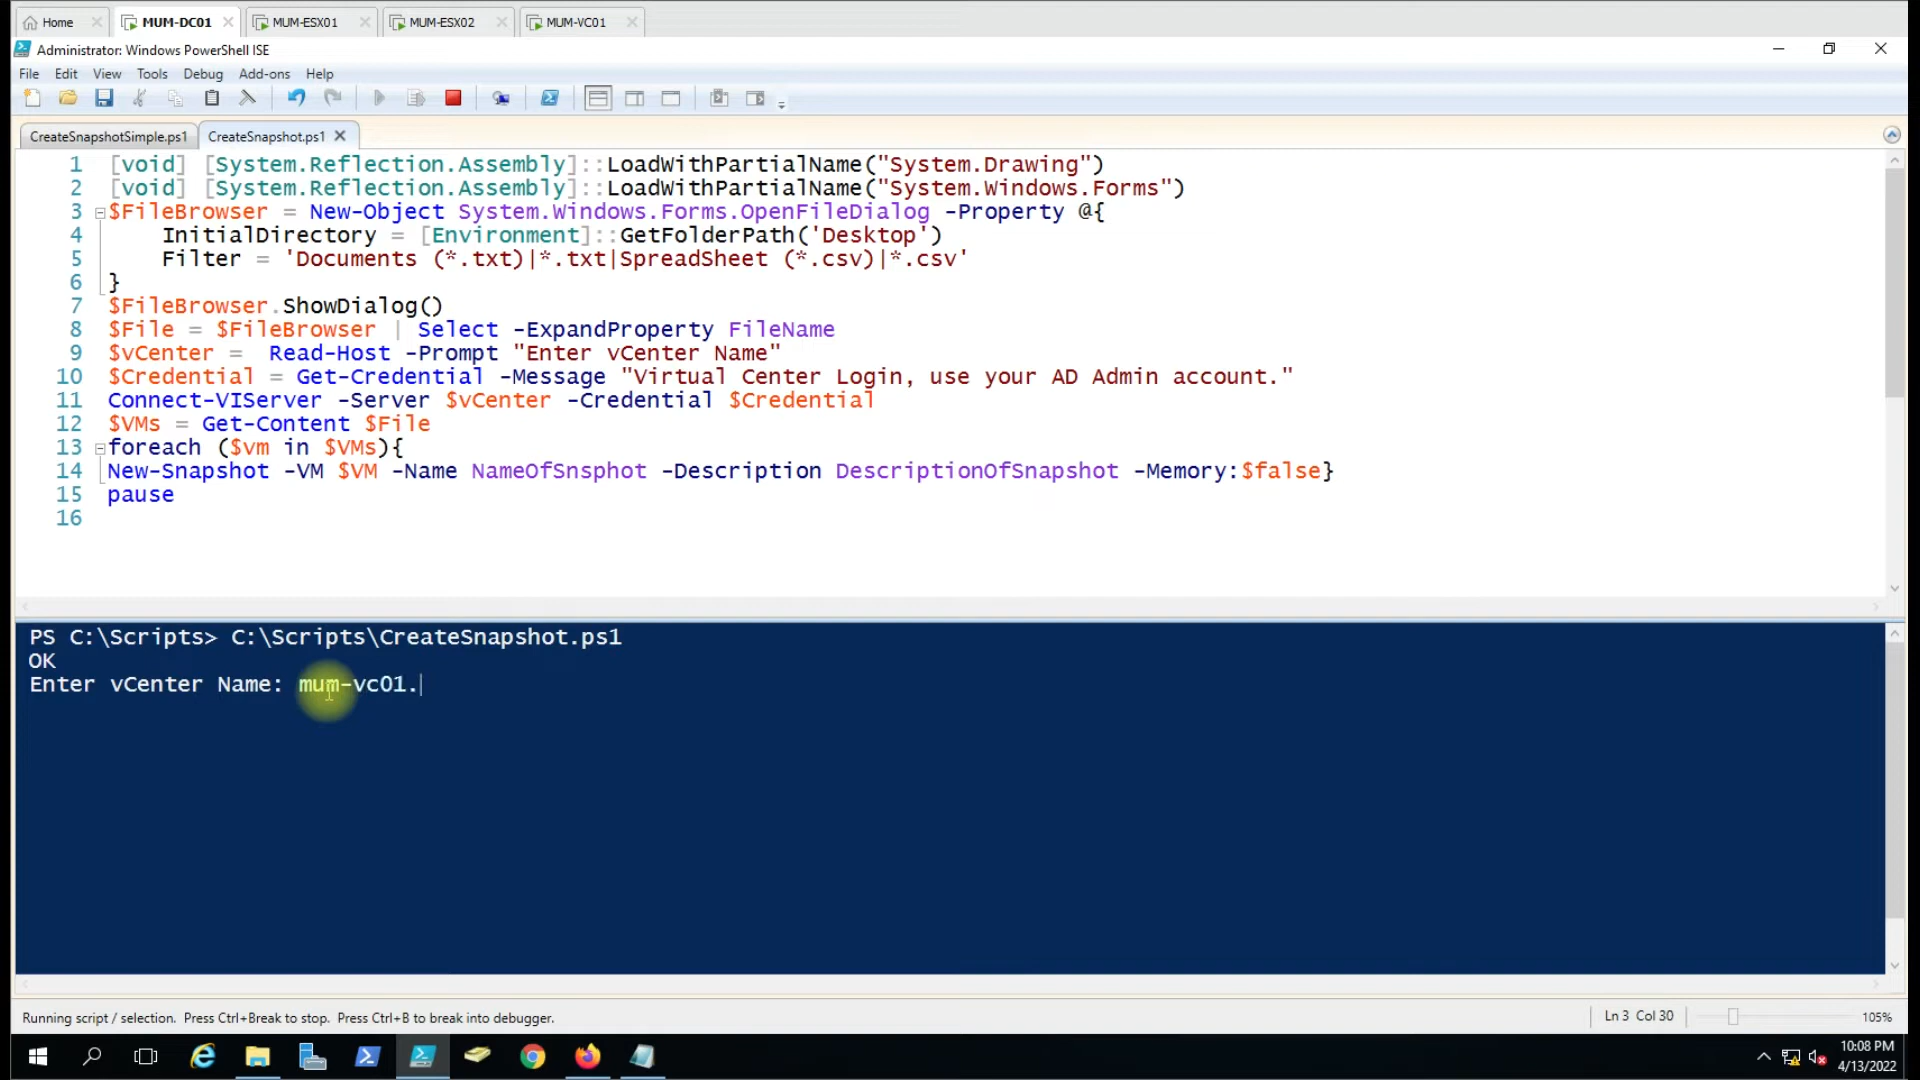 Home MUM-DC01 MUM-ESX01 MUM-ESX02 MUM-VC01
Administrator: Windows PowerShell ISE
File Edit View Tools Debug Add-ons Help
CreateSnapshotSimple.ps1 CreateSnapshot.ps1
1 [void] [System.Reflection.Assembly]::LoadWithPartialName("System.Drawing")
2 [void] [System.Reflection.Assembly]::LoadWithPartialName("System.Windows.Forms")
3 $FileBrowser = New-Object System.Windows.Forms.OpenFileDialog -Property @{
4 InitialDirectory = [Environment]::GetFolderPath('Desktop')
5 Filter = 'Documents (*.txt)|*.txt|SpreadSheet (*.csv)|*.csv'
6 }
7 $FileBrowser.ShowDialog()
8 $File = $FileBrowser | Select -ExpandProperty FileName
9 $vCenter = Read-Host -Prompt "Enter vCenter Name"
10 $Credential = Get-Credential -Message "Virtual Center Login, use your AD Admin account."
11 Connect-VIServer -Server $vCenter -Credential $Credential
12 $VMs = Get-Content $File
13 foreach ($vm in $VMs){
14 New-Snapshot -VM $VM -Name NameOfSnsphot -Description DescriptionOfSnapshot -Memory:$false}
15 pause
16
PS C:\Scripts> C:\Scripts\CreateSnapshot.ps1
OK
Enter vCenter Name: mum-vc01.
Running script / selection. Press Ctrl+Break to stop. Press Ctrl+B to break into debugger. Ln 3 Col 30 105%
10:08 PM
4/13/2022